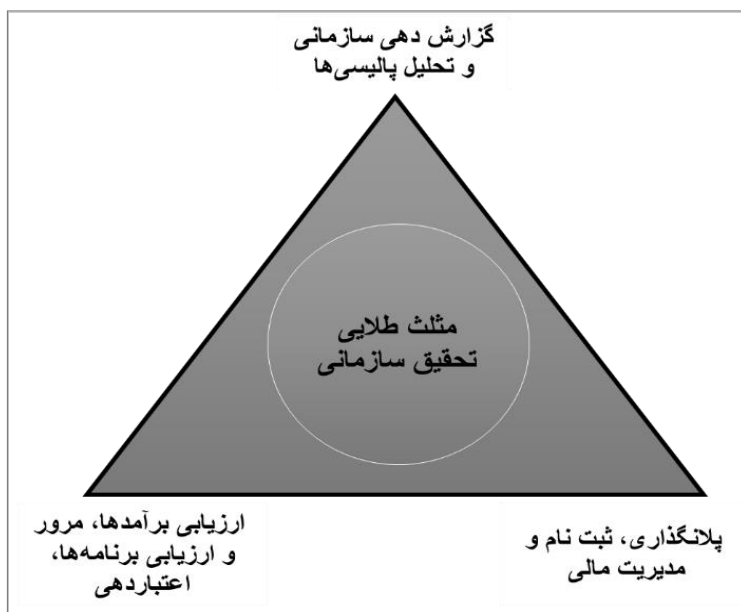 گزارش دهی سازمانی
و تحلیل پالیسی‌ها
مثلث طلایی
تحقیق سازمانی
پلانگذاری، ثبت نام و
مدیریت مالی
ارزیابی برآمدها، مرور
و ارزیابی برنامه‌ها،
اعتباردهی